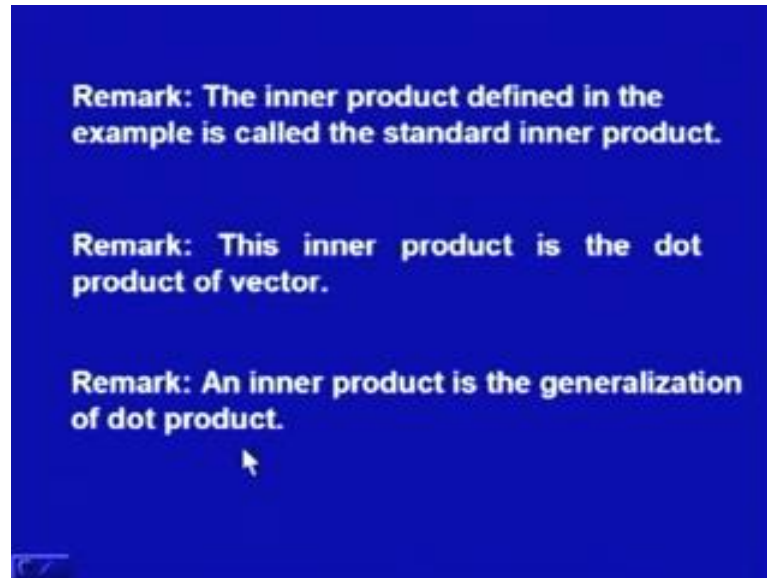 Remark: The inner product defined in the
example is called the standard inner product.
Remark: This inner product is the dot
product of vector.
Remark: An inner product is the generalization
of dot product.